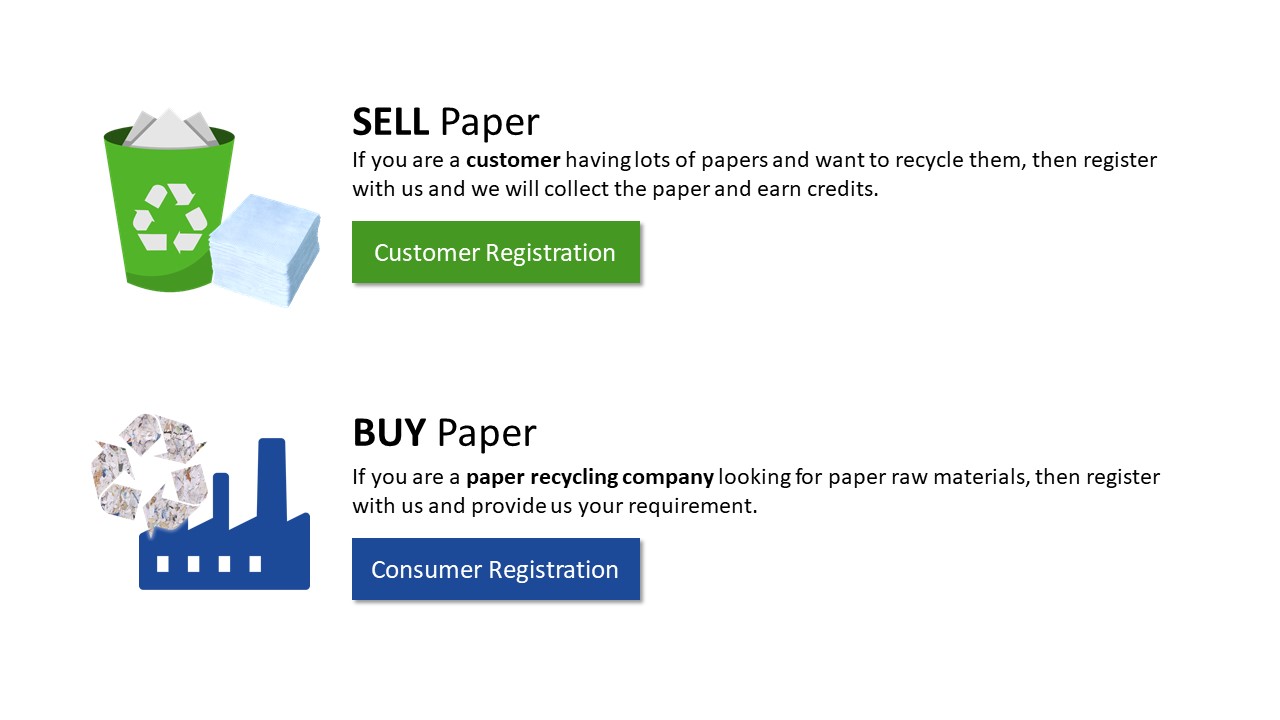 SELL Paper
If you are a customer having lots of papers and want to recycle them, then register
with us and we will collect the paper and earn credits.
Customer Registration
BUY Paper
If you are a paper recycling company looking for paper raw materials, then register
with us and provide us your requirement.
Consumer Registration